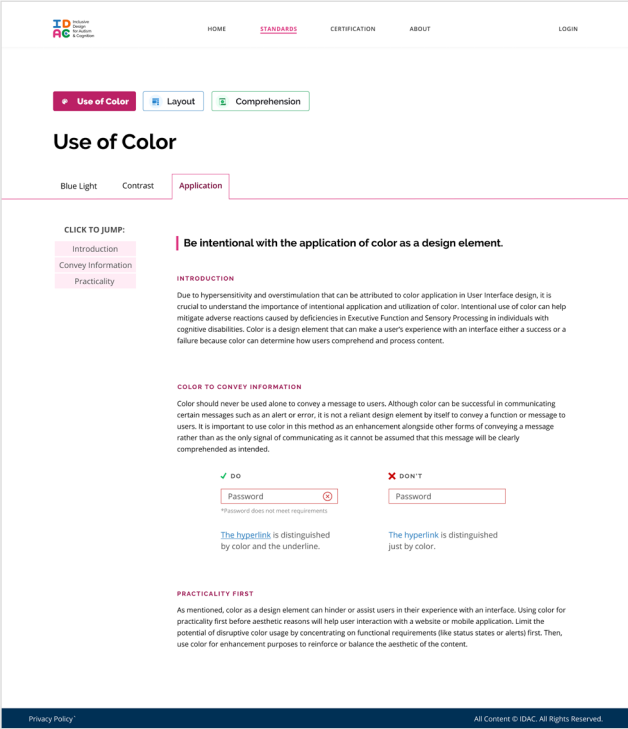 ID Inclusive
Design
AC for Autism
& Cognition
HOME STANDARDS CERTIFICATION ABOUT LOGIN
Use of Color Layout Comprehension
Use of Color
Blue Light Contrast Application
CLICK TO JUMP:
Introduction
Convey Information
Practicality
Be intentional with the application of color as a design element.
INTRODUCTION
Due to hypersensitivity and overstimulation that can be attributed to color application in User Interface design, it is
crucial to understand the importance of intentional application and utilization of color. Intentional use of color can help
mitigate adverse reactions caused by deficiencies in Executive Function and Sensory Processing in individuals with
cognitive disabilities. Color is a design element that can make a user's experience with an interface either a success or a
failure because color can determine how users comprehend and process content.
COLOR TO CONVEY INFORMATION
Color should never be used alone to convey a message to users. Although color can be successful in communicating
certain messages such as an alert or error, it is not a reliant design element by itself to convey a function or message to
users. It is important to use color in this method as an enhancement alongside other forms of conveying a message
rather than as the only signal of communicating as it cannot be assumed that this message will be clearly
comprehended as intended.
DO
Password
*Password does not meet requirements
The hyperlink is distinguished
by color and the underline.
DON'T
Password
The hyperlink is distinguished
just by color.
PRACTICALITY FIRST
As mentioned, color as a design element can hinder or assist users in their experience with an interface. Using color for
practicality first before aesthetic reasons will help user interaction with a website or mobile application. Limit the
potential of disruptive color usage by concentrating on functional requirements (like status states or alerts) first. Then,
use color for enhancement purposes to reinforce or balance the aesthetic of the content.
Privacy Policy\` All Content © IDAC. All Rights Reserved.